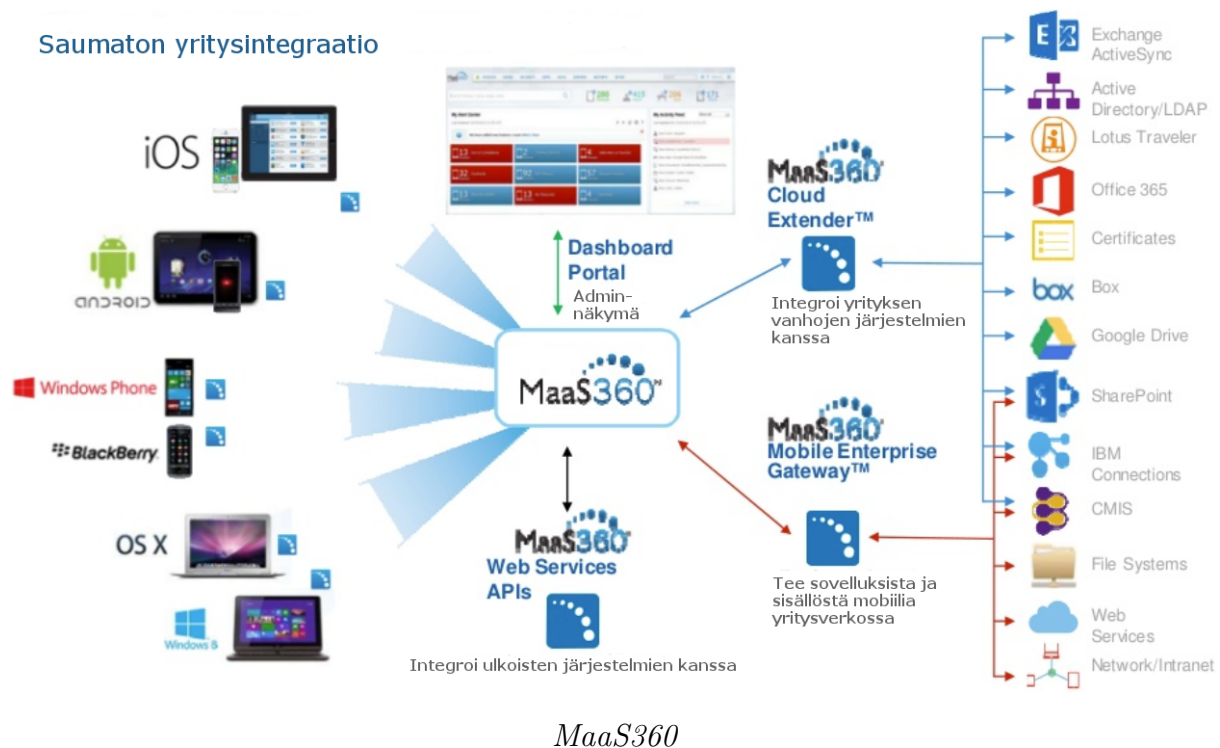 Saumaton yritysintegraatio
iOS
ANDROID
Windows Phone
BlackBerry
OS X
Windows 8
Dashboard
Portal
Admin-
näkymä
MaaS360
MaaS360
Web Services
APIs
Integroi ulkoisten järjestelmien kanssa
MaaS360
Cloud
Extender™
Integroi yrityksen
vanhojen järjestelmien
kanssa
MaaS360
Mobile Enterprise
Gateway™
Tee sovelluksista ja
sisällöstä mobiilia
yritysverkossa
Exchange
ActiveSync
Active
Directory/LDAP
Lotus Traveler
Office 365
Certificates
box
Box
Google Drive
SharePoint
IBM
Connections
CMIS
File Systems
Web
Services
Network/Intranet
MaaS360